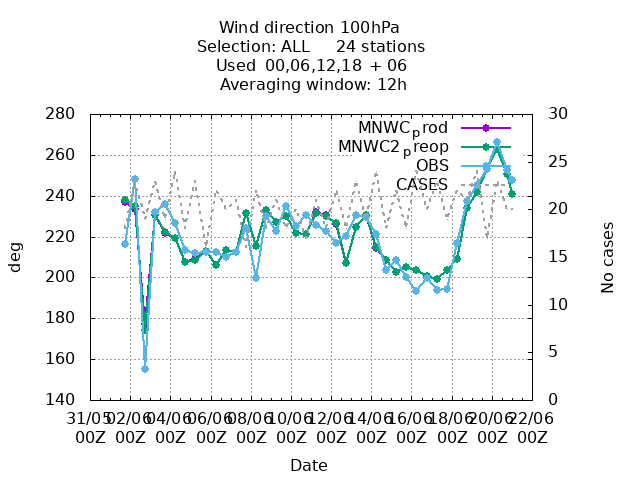 Wind direction 100hPa
Selection: ALL 24 stations
Used 00,06,12,18 + 06
Averaging window: 12h
280
260
240
220
200
180
160
140
30
25
20
15
10
5
0
MNWC_prod
MNWC2_preop
OBS
CASES
deg
No cases
31/05 02/06 04/06 06/06 08/06 10/06 12/06 14/06 16/06 18/06 20/06 22/06
00Z 00Z 00Z 00Z 00Z 00Z 00Z 00Z 00Z 00Z 00Z 00Z
Date